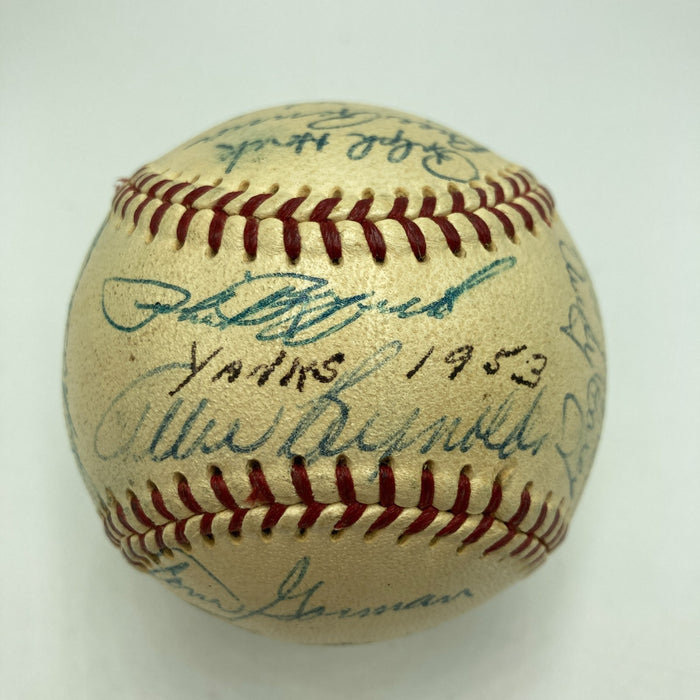 Ralph Houk
Phil Rizzuto
YANKS 1953
Allie Reynolds
Tom Gorman